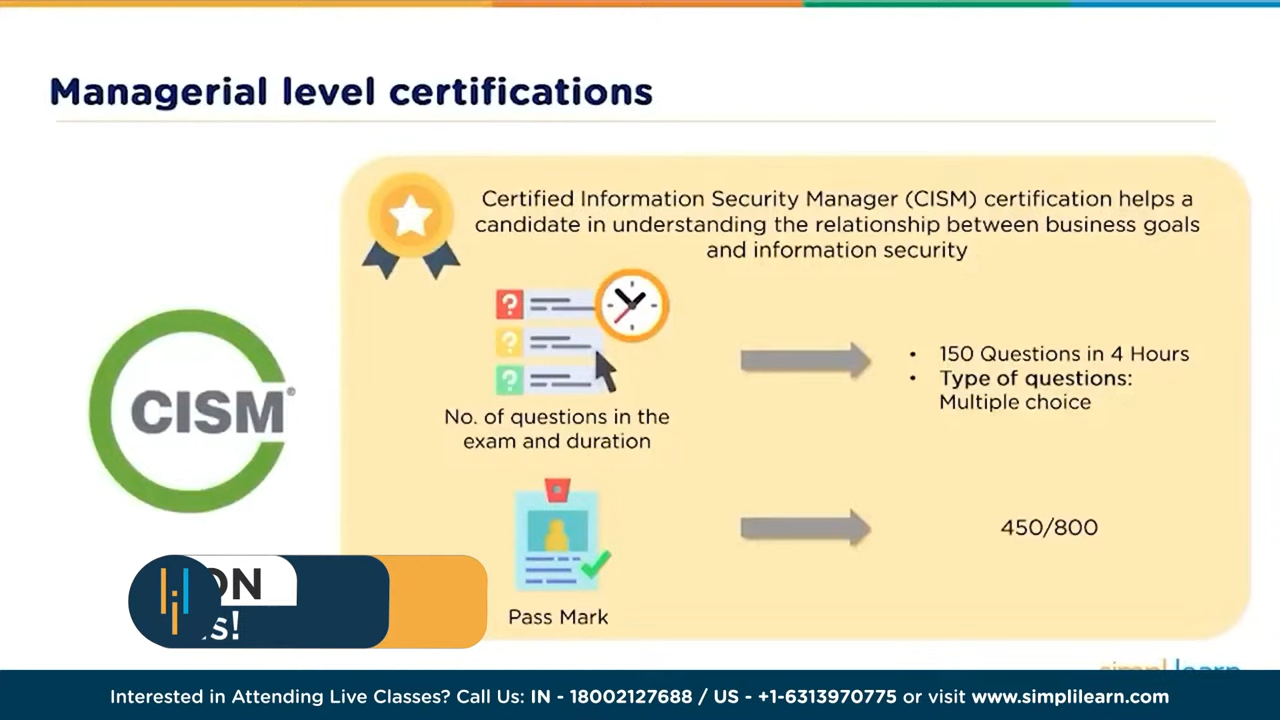 Managerial level certifications
Certified Information Security Manager (CISM) certification helps a
candidate in understanding the relationship between business goals
and information security
CISM®
No. of questions in the
exam and duration
• 150 Questions in 4 Hours
• Type of questions:
Multiple choice
Pass Mark
450/800
ON
s!
simplilearn
Interested in Attending Live Classes? Call Us: IN - 18002127688 / US - +1-6313970775 or visit www.simplilearn.com